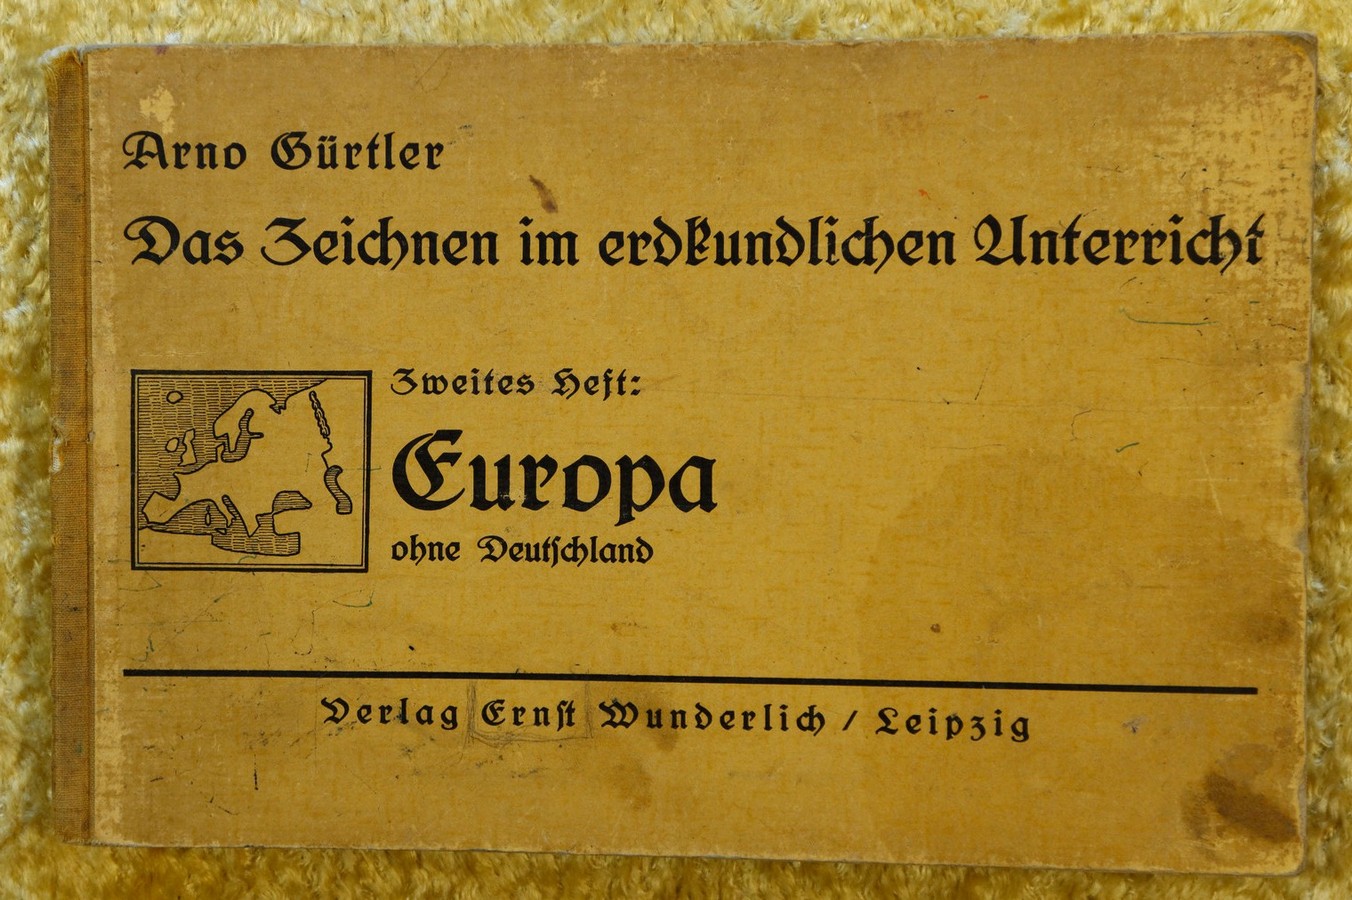 Arno Gürtler
Das Zeichnen im erdkundlichen Unterricht
Zweites Heft:
Europa
ohne Deutschland
Verlag Ernst Wunderlich / Leipzig